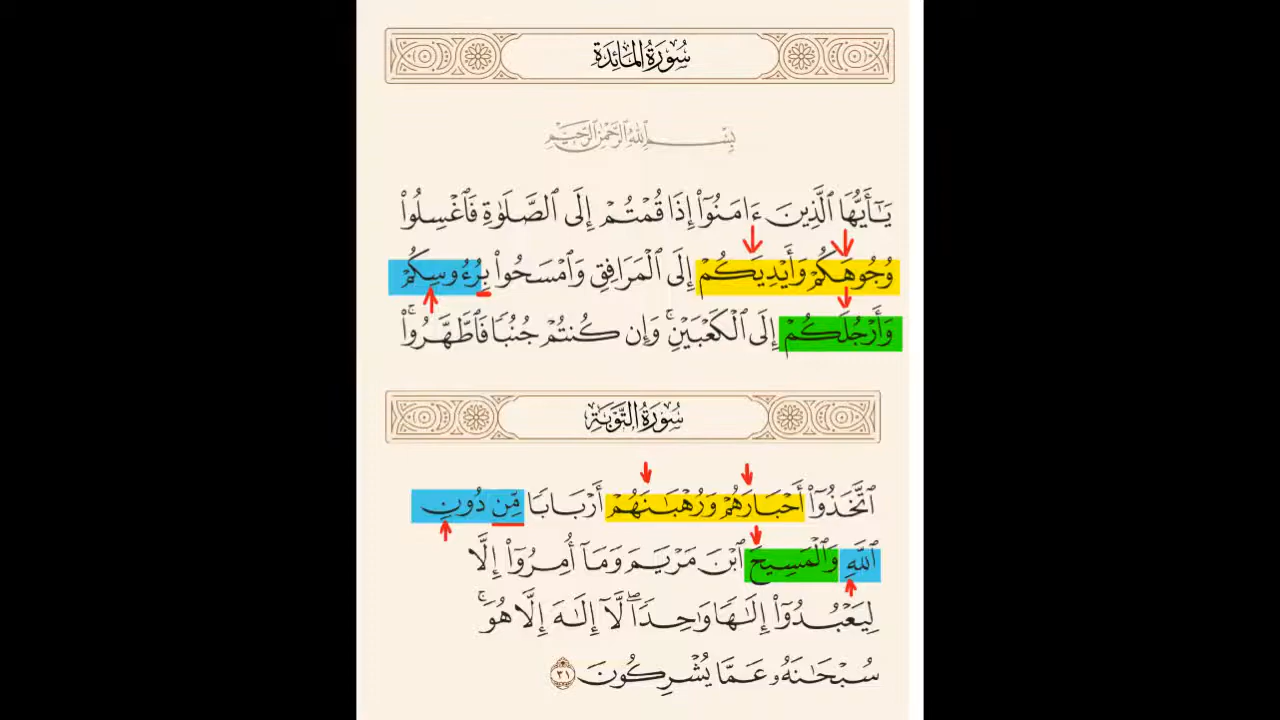 سُورَةُ المَائِدَةِ
بِسْمِ ٱللَّهِ ٱلرَّحْمَٰنِ ٱلرَّحِيمِ
يَـٰٓأَيُّهَا ٱلَّذِينَ ءَامَنُوٓا۟ إِذَا قُمْتُمْ إِلَى ٱلصَّلَوٰةِ فَٱغْسِلُوا۟
وُجُوهَكُمْ وَأَيْدِيَكُمْ إِلَى ٱلْمَرَافِقِ وَٱمْسَحُوا۟ بِرُءُوسِكُمْ
وَأَرْجُلَكُمْ إِلَى ٱلْكَعْبَيْنِ ۚ وَإِن كُنتُمْ جُنُبًا فَٱطَّهَّرُوا۟ ۚ
سُورَةُ التَّوۡبَةِ
ٱتَّخَذُوٓا۟ أَحْبَارَهُمْ وَرُهْبَـٰنَهُمْ أَرْبَابًا مِّن دُونِ
ٱللَّهِ وَٱلْمَسِيحَ ٱبْنَ مَرْيَمَ وَمَآ أُمِرُوٓا۟ إِلَّا
لِيَعْبُدُوٓا۟ إِلَـٰهًا وَٰحِدًا ۖ لَّآ إِلَـٰهَ إِلَّا هُوَ ۚ
سُبْحَـٰنَهُۥ عَمَّا يُشْرِكُونَ ٣١